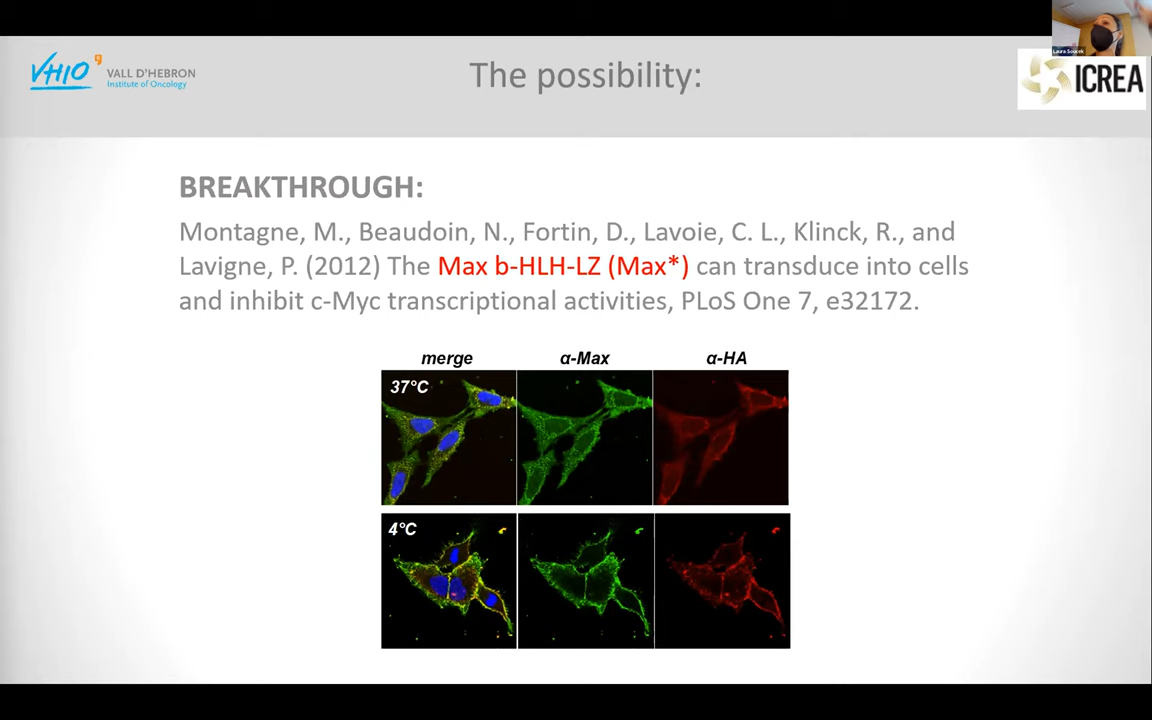 Laura Soucek
VHIO
VALL D'HEBRON
Institute of Oncology
The possibility:
ICREA
BREAKTHROUGH:
Montagne, M., Beaudoin, N., Fortin, D., Lavoie, C. L., Klinck, R., and
Lavigne, P. (2012) The Max b-HLH-LZ (Max*) can transduce into cells
and inhibit c-Myc transcriptional activities, PLoS One 7, e32172.
merge α-Max α-HA
37°C
4°C